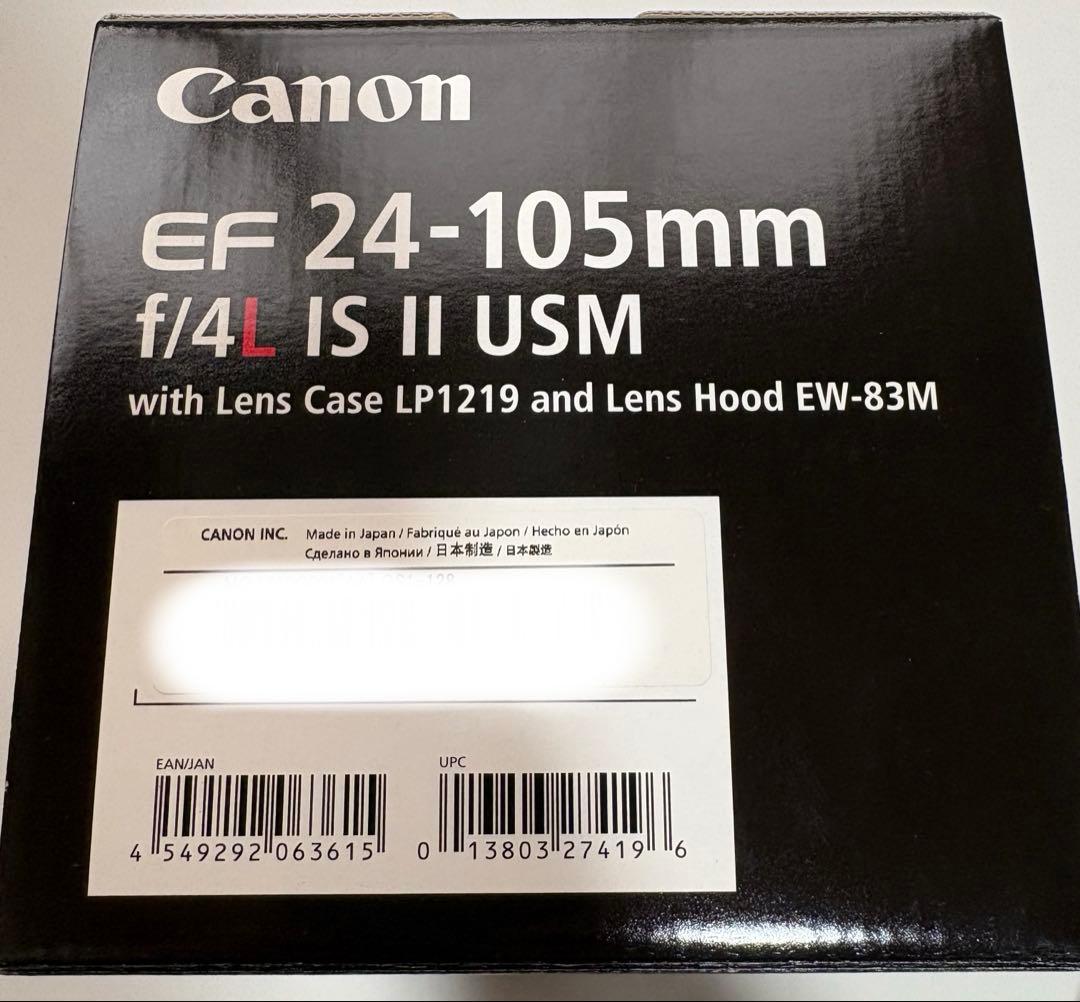 Canon
EF 24-105mm
f/4L IS II USM
with Lens Case LP1219 and Lens Hood EW-83M
CANON INC. Made in Japan / Fabriqué au Japon / Hecho en Japón
Сделано в Японии / 日本制造 / 日本製造
EAN/JAN
4 549292 063615
UPC
0 13803 27419 6